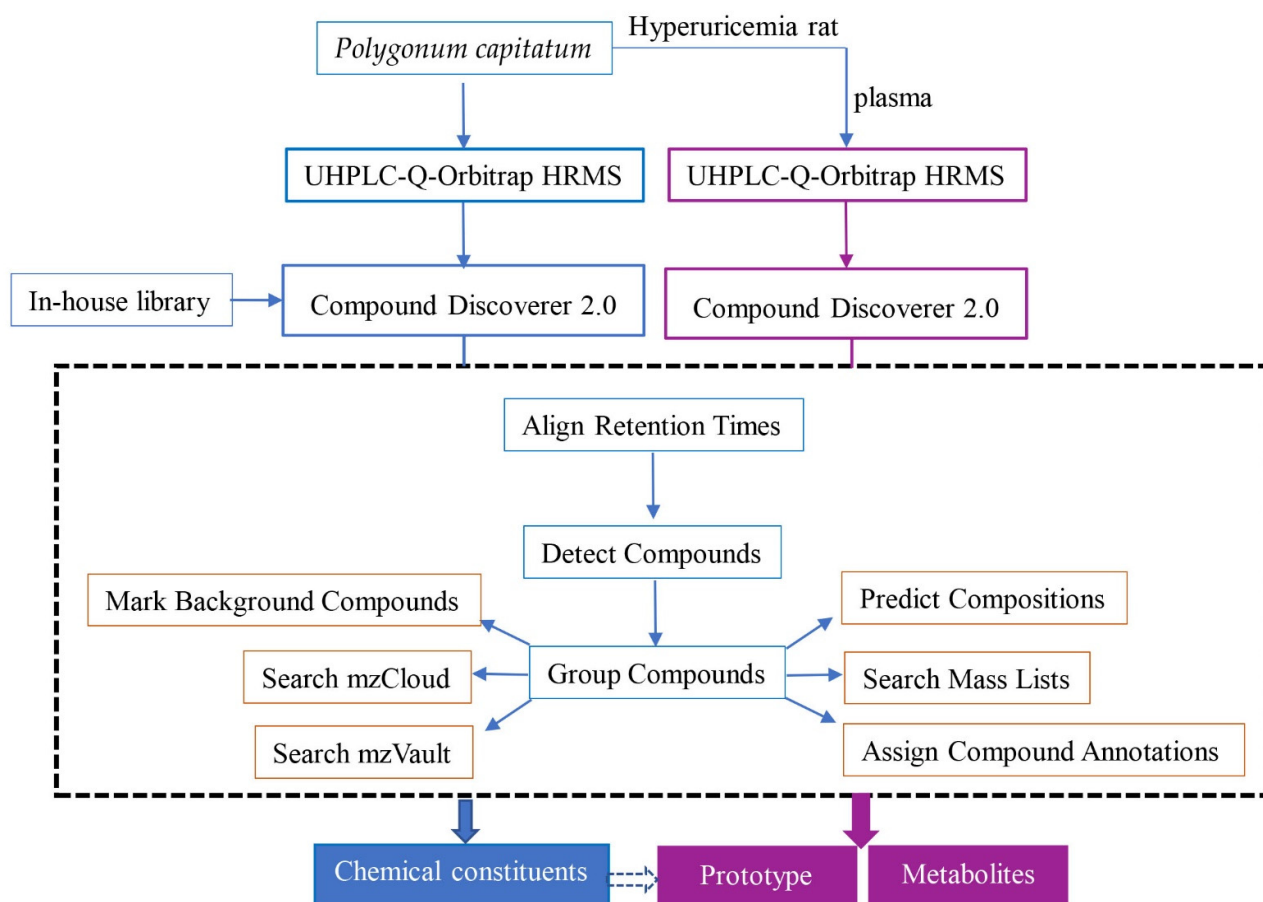 Hyperuricemia rat
Polygonum capitatum
plasma
UHPLC-Q-Orbitrap HRMS
UHPLC-Q-Orbitrap HRMS
In-house library
Compound Discoverer 2.0
Compound Discoverer 2.0
Align Retention Times
Detect Compounds
Mark Background Compounds
Predict Compositions
Search mzCloud
Group Compounds
Search Mass Lists
Search mzVault
Assign Compound Annotations
Chemical constituents
Prototype
Metabolites